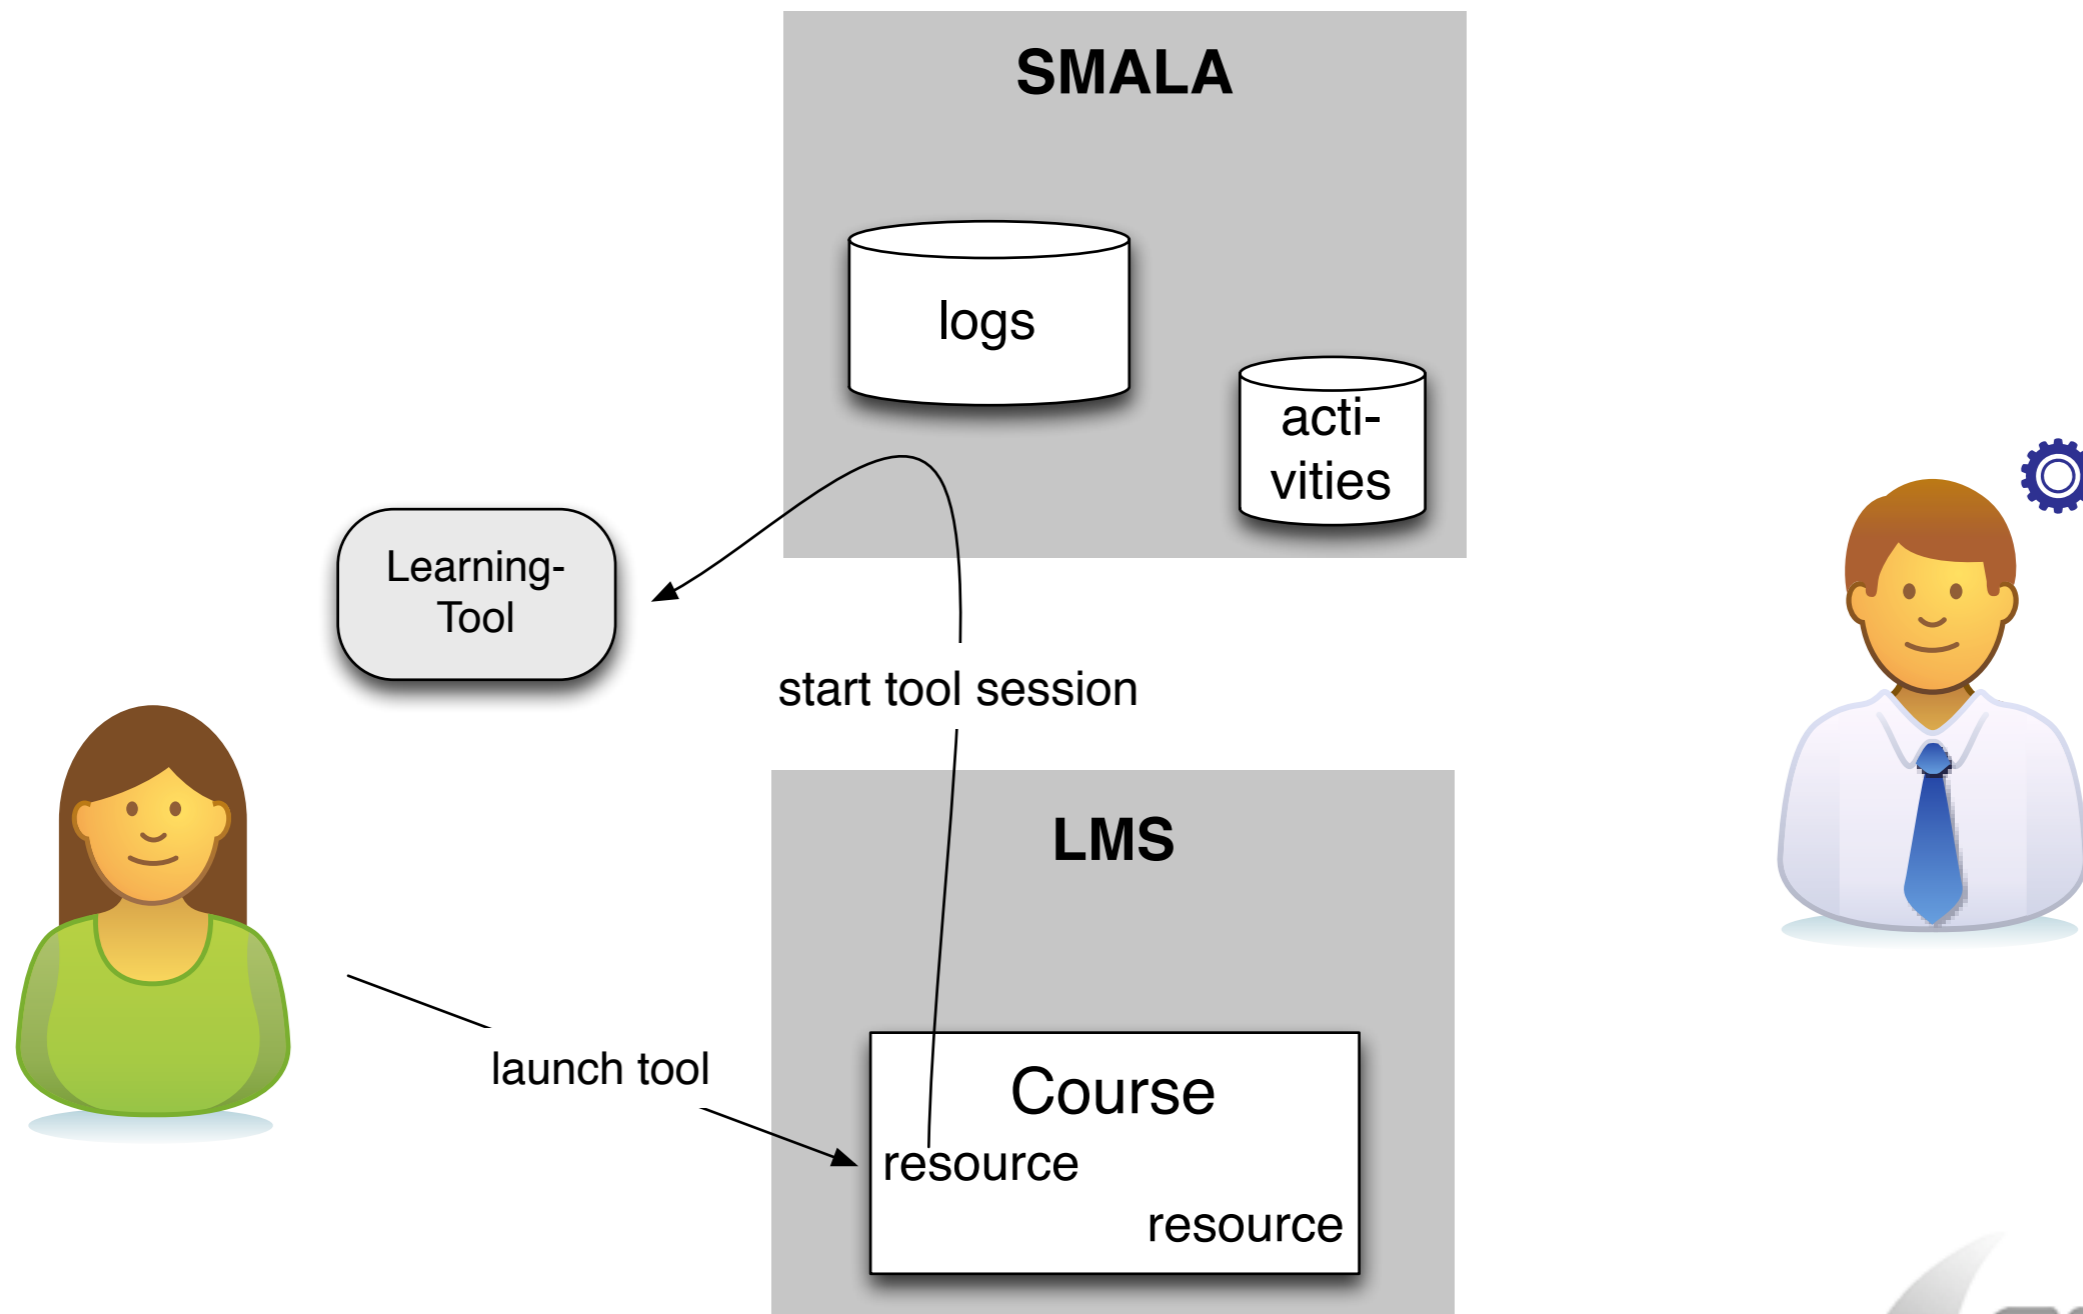 SMALA
logs
acti-
vities
Learning-
Tool
start tool session
LMS
launch tool
Course
resource
resource